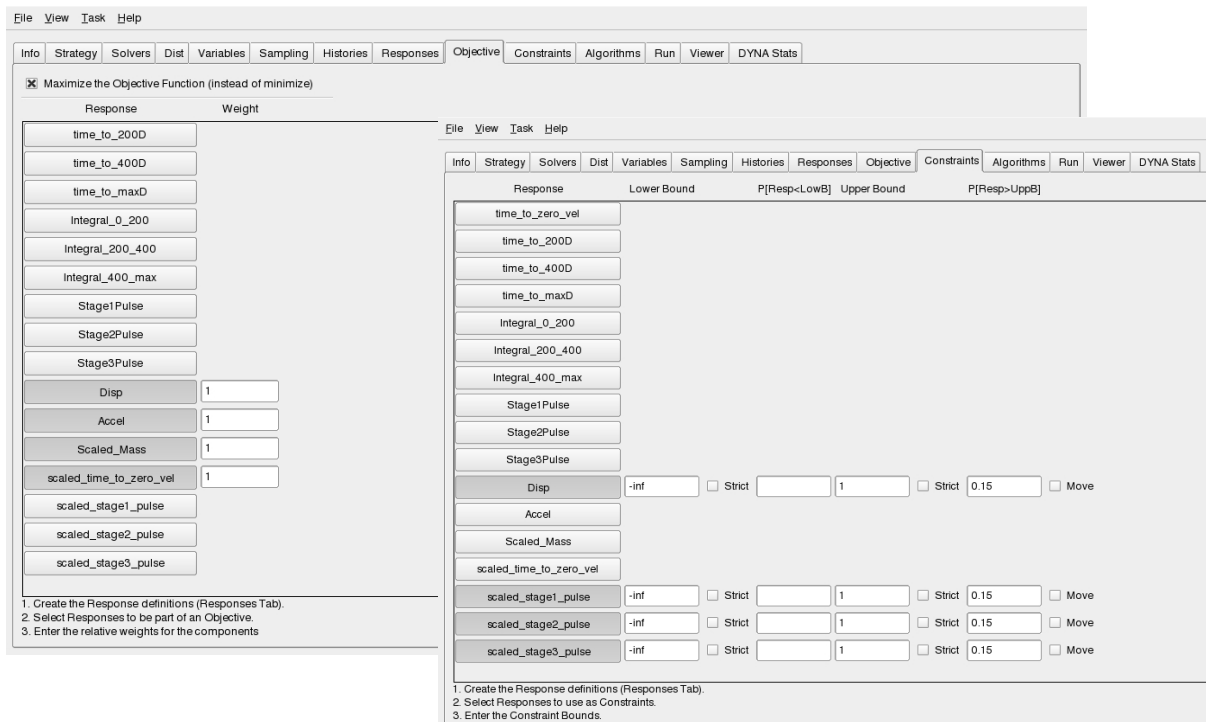 File View Task Help
Info Strategy Solvers Dist Variables Sampling Histories Responses Objective Constraints Algorithms Run Viewer DYNA Stats
Maximize the Objective Function (instead of minimize)
Response Weight
time_to_200D
time_to_400D
time_to_maxD
Integral_0_200
Integral_200_400
Integral_400_max
Stage1Pulse
Stage2Pulse
Stage3Pulse
Disp 1
Accel 1
Scaled_Mass 1
scaled_time_to_zero_vel 1
scaled_stage1_pulse
scaled_stage2_pulse
scaled_stage3_pulse
1. Create the Response definitions (Responses Tab).
2. Select Responses to be part of an Objective.
3. Enter the relative weights for the components
File View Task Help
Info Strategy Solvers Dist Variables Sampling Histories Responses Objective Constraints Algorithms Run Viewer DYNA Stats
Response Lower Bound P[Resp<LowB] Upper Bound P[Resp>UppB]
time_to_zero_vel
time_to_200D
time_to_400D
time_to_maxD
Integral_0_200
Integral_200_400
Integral_400_max
Stage1Pulse
Stage2Pulse
Stage3Pulse
Disp -inf Strict 1 Strict 0.15 Move
Accel
Scaled_Mass
scaled_time_to_zero_vel
scaled_stage1_pulse -inf Strict 1 Strict 0.15 Move
scaled_stage2_pulse -inf Strict 1 Strict 0.15 Move
scaled_stage3_pulse -inf Strict 1 Strict 0.15 Move
1. Create the Response definitions (Responses Tab).
2. Select Responses to use as Constraints.
3. Enter the Constraint Bounds.